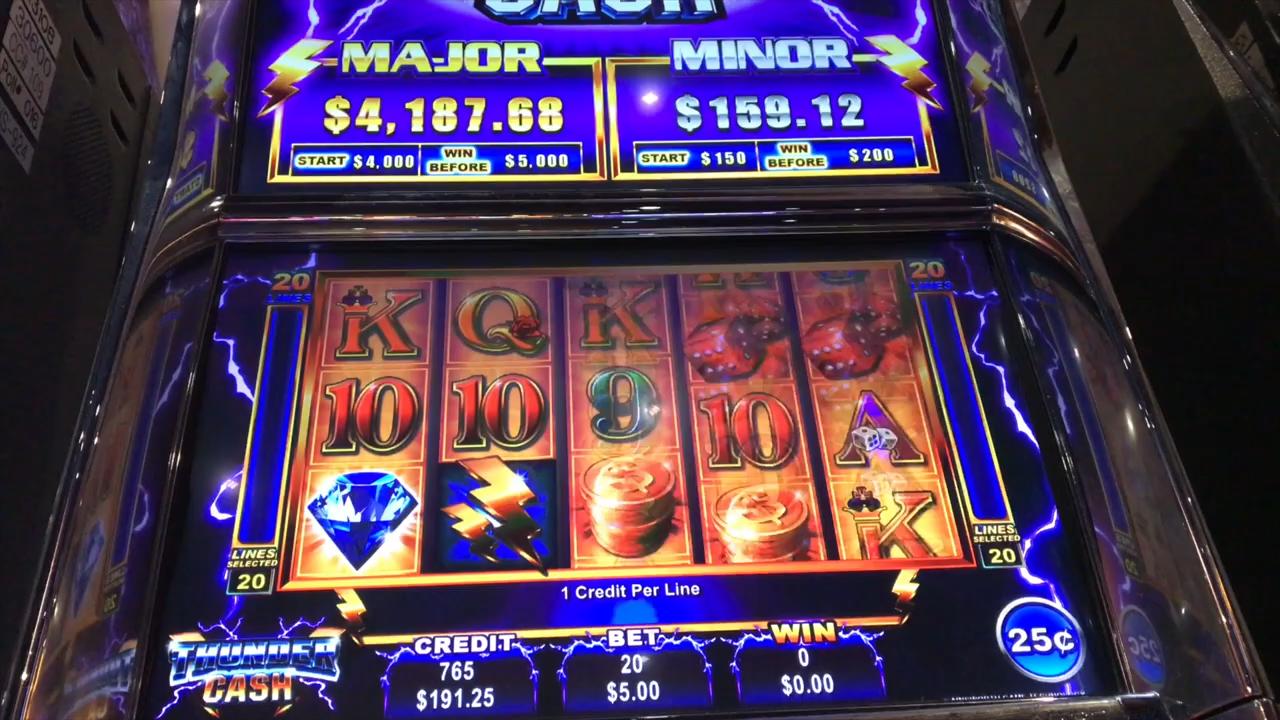 CASH
MAJOR
$4,187.68
START $4,000
WIN BEFORE $5,000
MINOR
$159.12
START $150
WIN BEFORE $200
20
LINES
20
LINES
K
Q
K
10
10
9
10
A
K
LINES
SELECTED
20
LINES
SELECTED
20
1 Credit Per Line
THUNDER
CASH
CREDIT
765
$191.25
BET
20
$5.00
WIN
0
$0.00
25¢